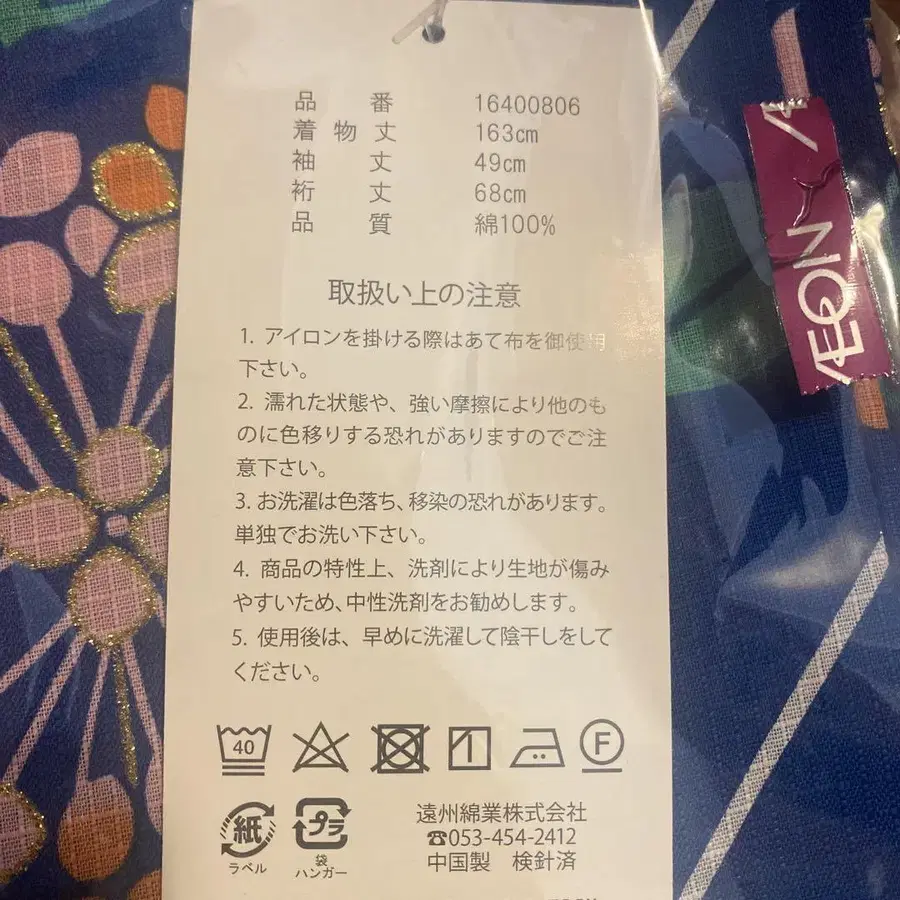 品番 16400806
着物丈 163cm
袖丈 49cm
裄丈 68cm
品質 綿100%
取扱い上の注意
1. アイロンを掛ける際はあて布を御使用
下さい。
2. 濡れた状態や、強い摩擦により他のも
のに色移りする恐れがありますのでご注
意下さい。
3. お洗濯は色落ち、移染の恐れがあります。
単独でお洗い下さい。
4. 商品の特性上、洗剤により生地が傷み
やすいため、中性洗剤をお勧めします。
5. 使用後は、早めに洗濯して陰干しをして
ください。
40
F
紙
ラベル
プラ
袋
ハンガー
遠州綿業株式会社
☎053-454-2412
中国製 検針済
ÆON